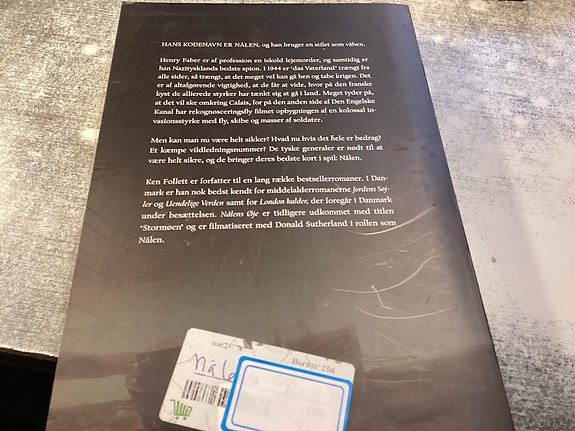 HANS KODENAVN ER NÅLEN, og han bruger en stilet som våben.
Henry Faber er af profession en iskold lejemorder, og samtidig er
han Nazitysklands bedste spion. I 1944 er ‘das Vaterland’ trængt fra
alle sider, så trængt, at det meget vel kan gå hen og tabe krigen. Det
er af altafgørende vigtighed, at de får at vide, hvor på den franske
kyst de allierede styrker har tænkt sig at gå i land. Meget tyder på,
at det vil ske omkring Calais, for på den anden side af Den Engelske
Kanal har rekognosceringsfly filmet opbygningen af en kolossal in-
vasionsstyrke med fly, skibe og masser af soldater.
Men kan man nu være helt sikker? Hvad nu hvis det hele er bedrag?
Et kæmpe vildledningsnummer? De tyske generaler er nødt til at
være helt sikre, og de bringer deres bedste kort i spil: Nålen.
Ken Follett er forfatter til en lang række bestsellerromaner. I Dan-
mark er han nok bedst kendt for middelalderromanerne Jordens Søj-
ler og Uendelige Verden samt for London kalder, der foregår i Danmark
under besættelsen. Nålens Øje er tidligere udkommet med titlen
‘Stormøen’ og er filmatiseret med Donald Sutherland i rollen som
Nålen.
Bordnr: 206
Nåle